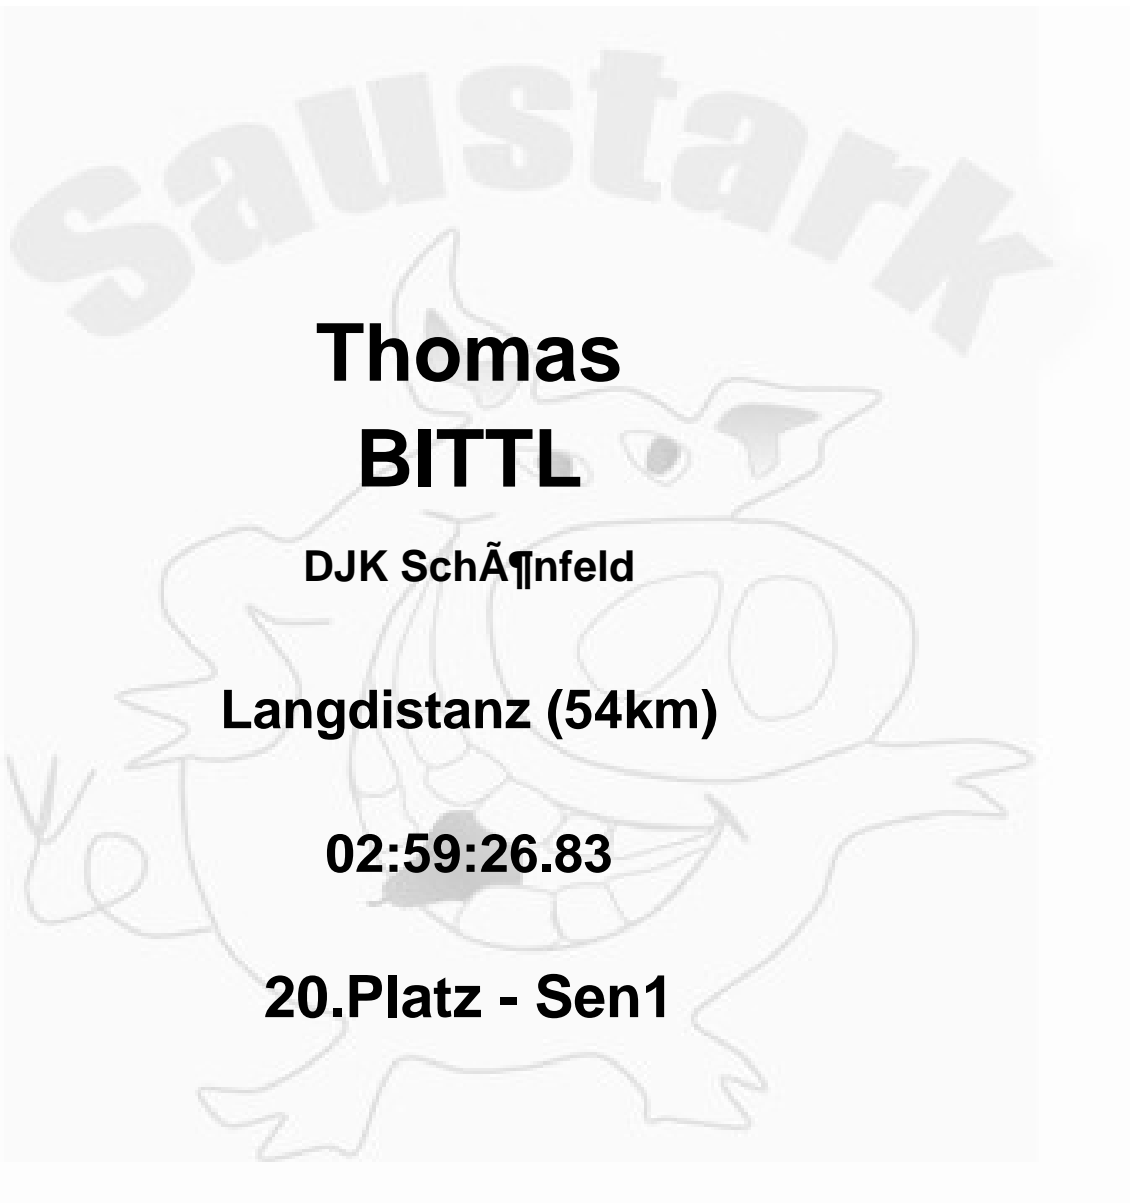 Saustark
Thomas
BITTL
DJK SchÃ¶nfeld
Langdistanz (54km)
02:59:26.83
20.Platz - Sen1